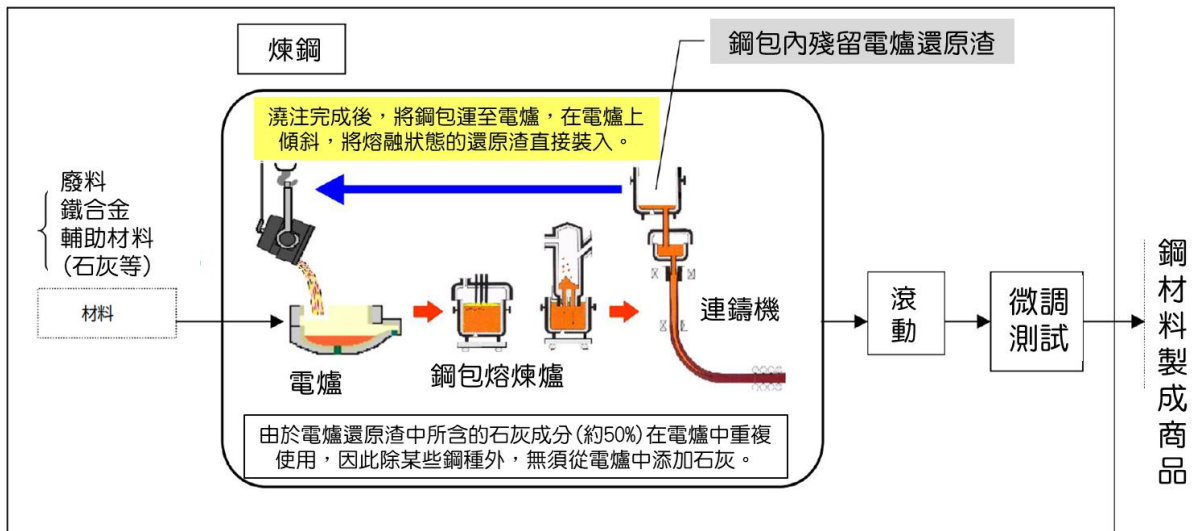 煉鋼
鋼包內殘留電爐還原渣
澆注完成後，將鋼包運至電爐，在電爐上
傾斜，將熔融狀態的還原渣直接裝入。
廢料
鐵合金
輔助材料
(石灰等)
材料
電爐
鋼包熔煉爐
連鑄機
由於電爐還原渣中所含的石灰成分(約50%)在電爐中重複
使用，因此除某些鋼種外，無須從電爐中添加石灰。
滾
動
微調
測試
鋼
材
料
製
成
商
品